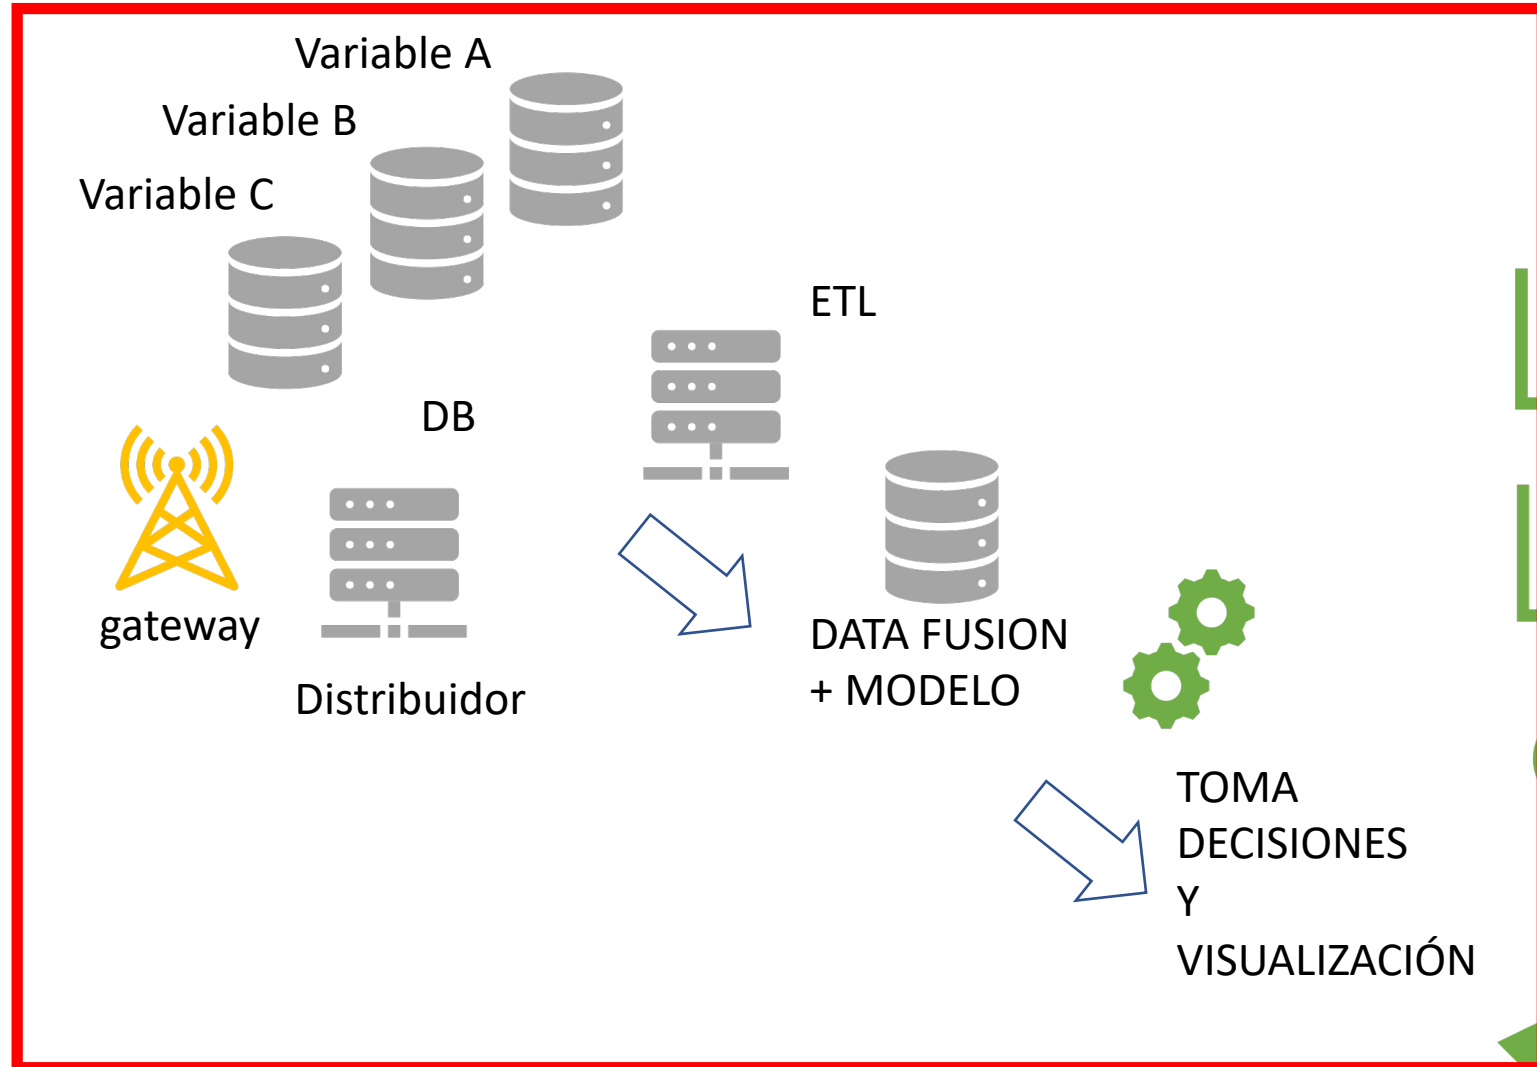 Variable A
Variable B
Variable C
ETL
DB
gateway
Distribuidor
DATA FUSION
+ MODELO
TOMA
DECISIONES
Y
VISUALIZACIÓN